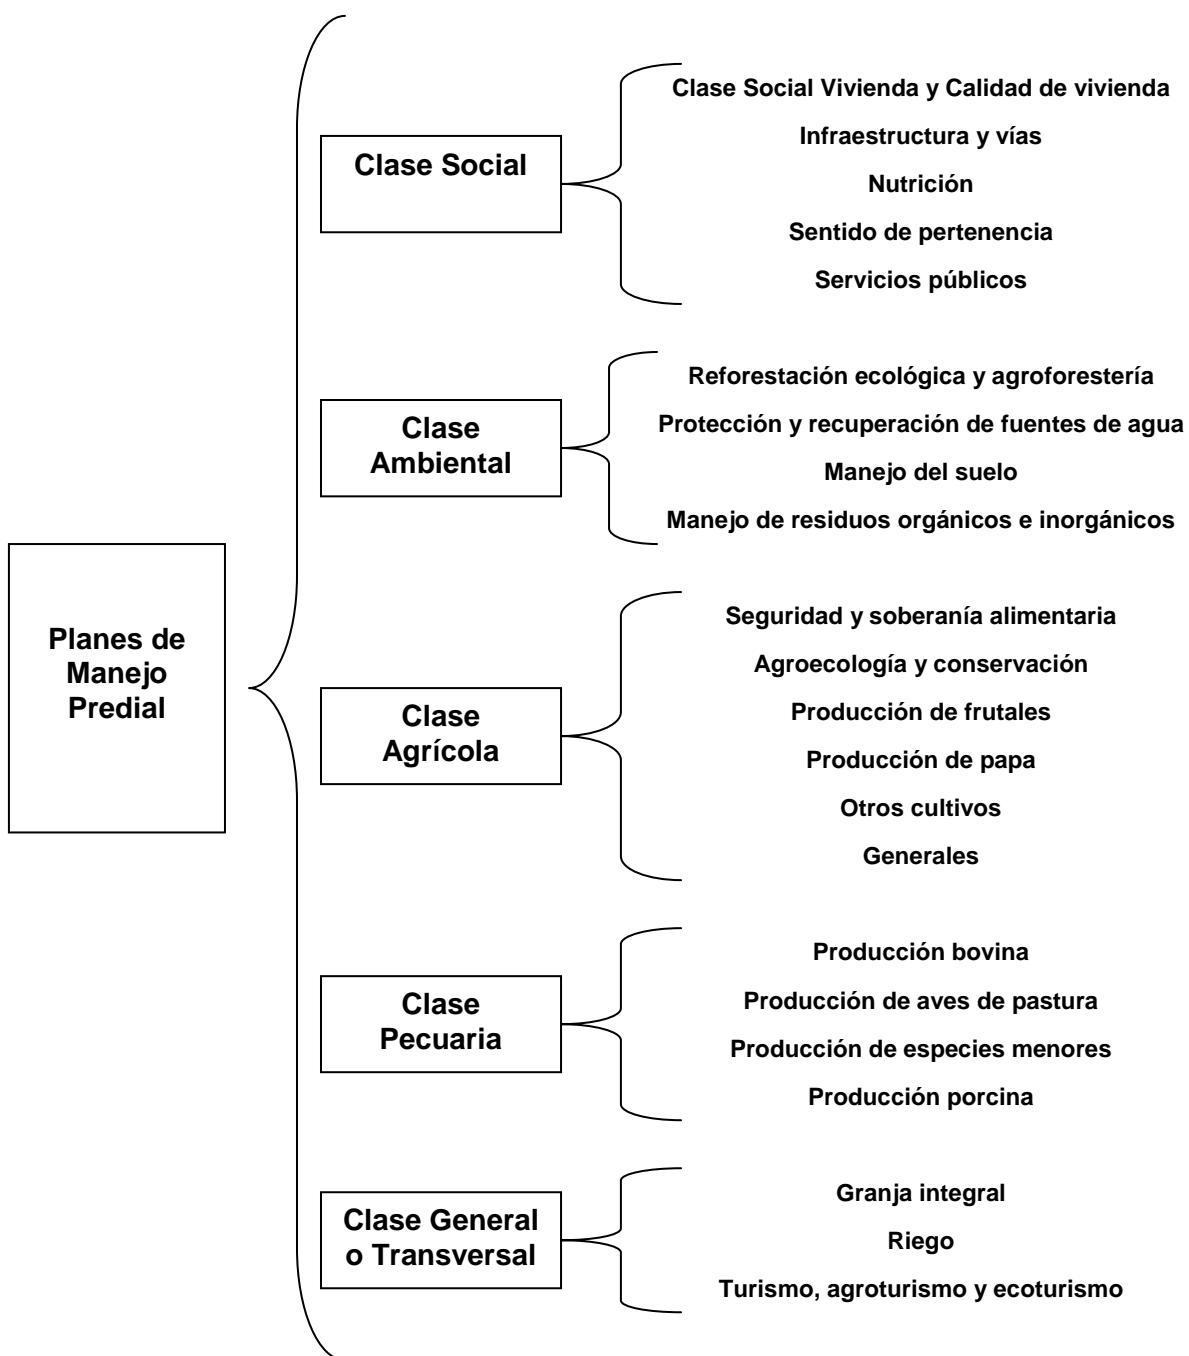 Planes de
Manejo
Predial
Clase Social
Clase Social Vivienda y Calidad de vivienda
Infraestructura y vías
Nutrición
Sentido de pertenencia
Servicios públicos
Clase
Ambiental
Reforestación ecológica y agroforestería
Protección y recuperación de fuentes de agua
Manejo del suelo
Manejo de residuos orgánicos e inorgánicos
Clase
Agrícola
Seguridad y soberanía alimentaria
Agroecología y conservación
Producción de frutales
Producción de papa
Otros cultivos
Generales
Clase
Pecuaria
Producción bovina
Producción de aves de pastura
Producción de especies menores
Producción porcina
Clase General
o Transversal
Granja integral
Riego
Turismo, agroturismo y ecoturismo